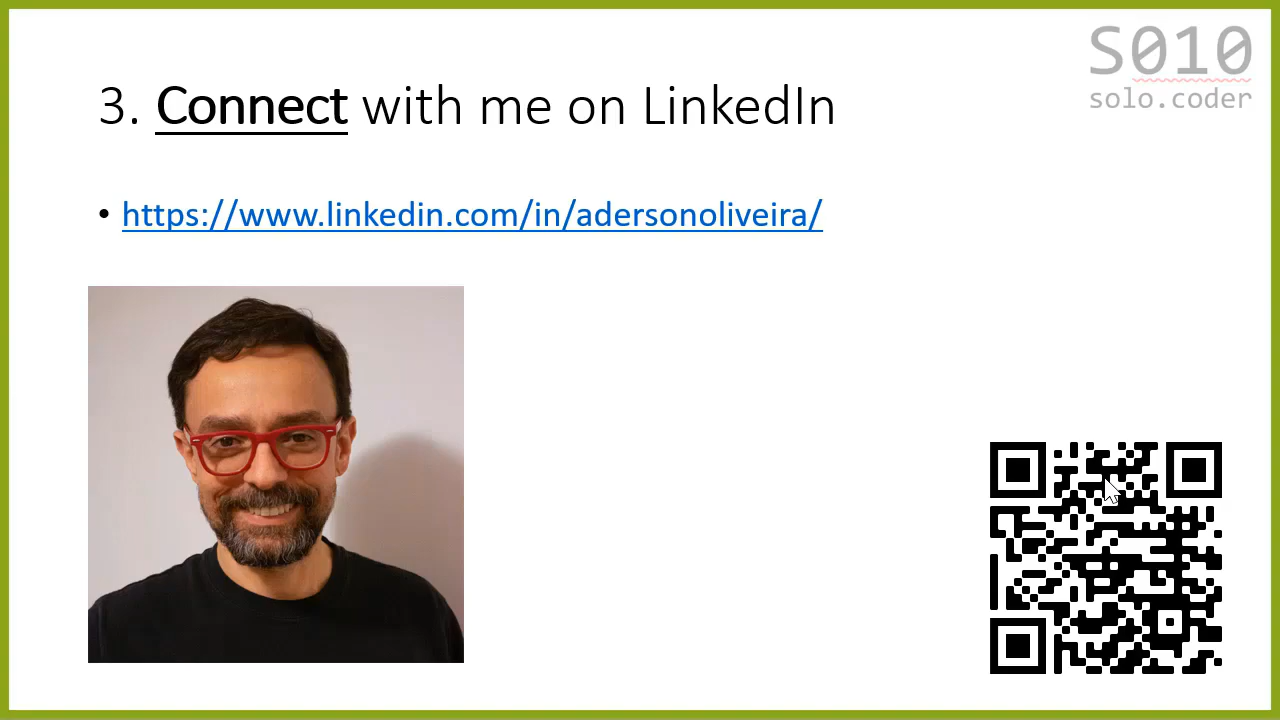 S010
solo.coder
3. Connect with me on LinkedIn
• https://www.linkedin.com/in/adersonoliveira/